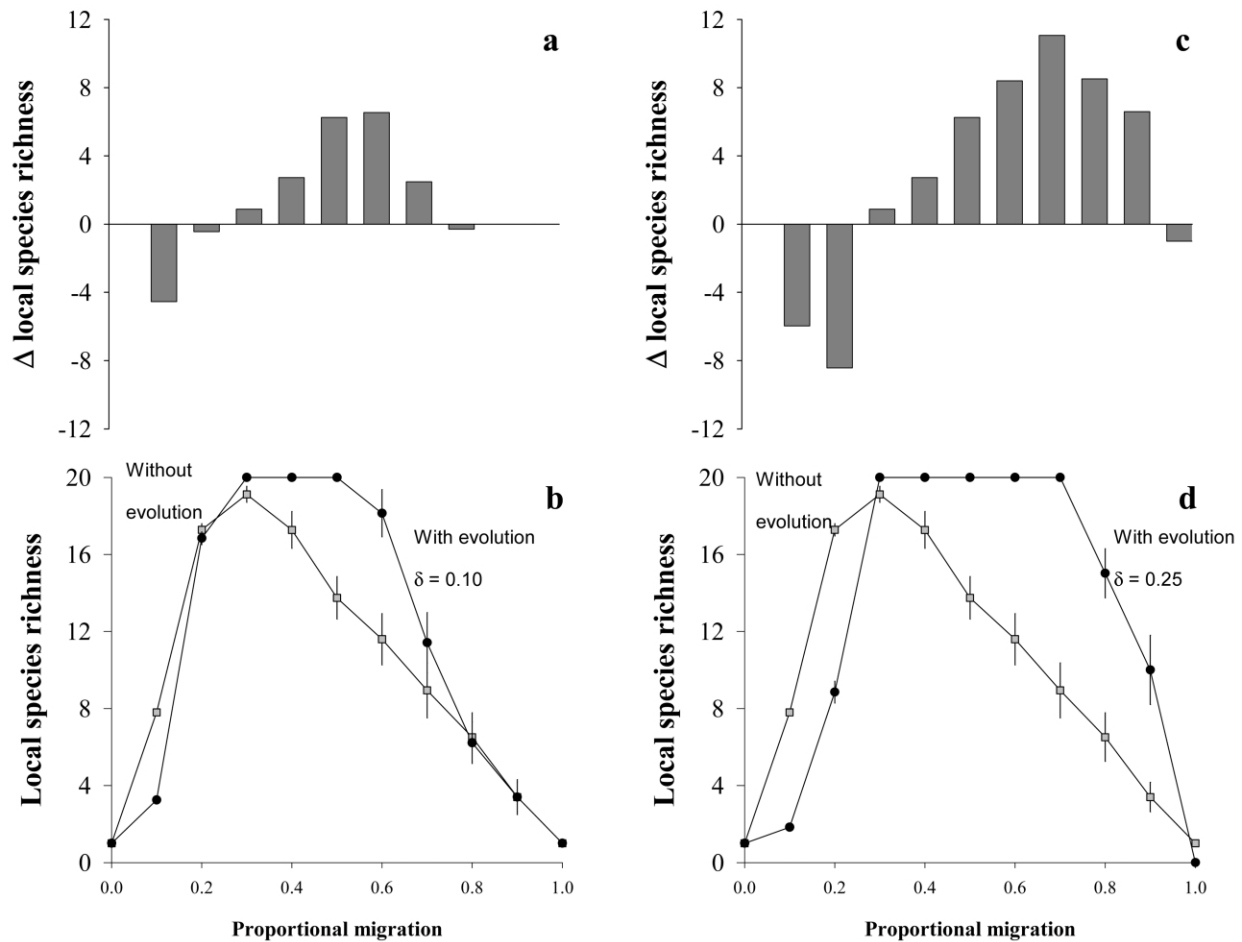 12
8
4
0
-4
-8
-12
Δ local species richness
a
12
8
4
0
-4
-8
-12
Δ local species richness
c
20
16
12
8
4
0
Local species richness
Without
evolution
b
With evolution
δ = 0.10
0.0 0.2 0.4 0.6 0.8 1.0
Proportional migration
20
16
12
8
4
0
Local species richness
Without
evolution
d
With evolution
δ = 0.25
0.0 0.2 0.4 0.6 0.8 1.0
Proportional migration